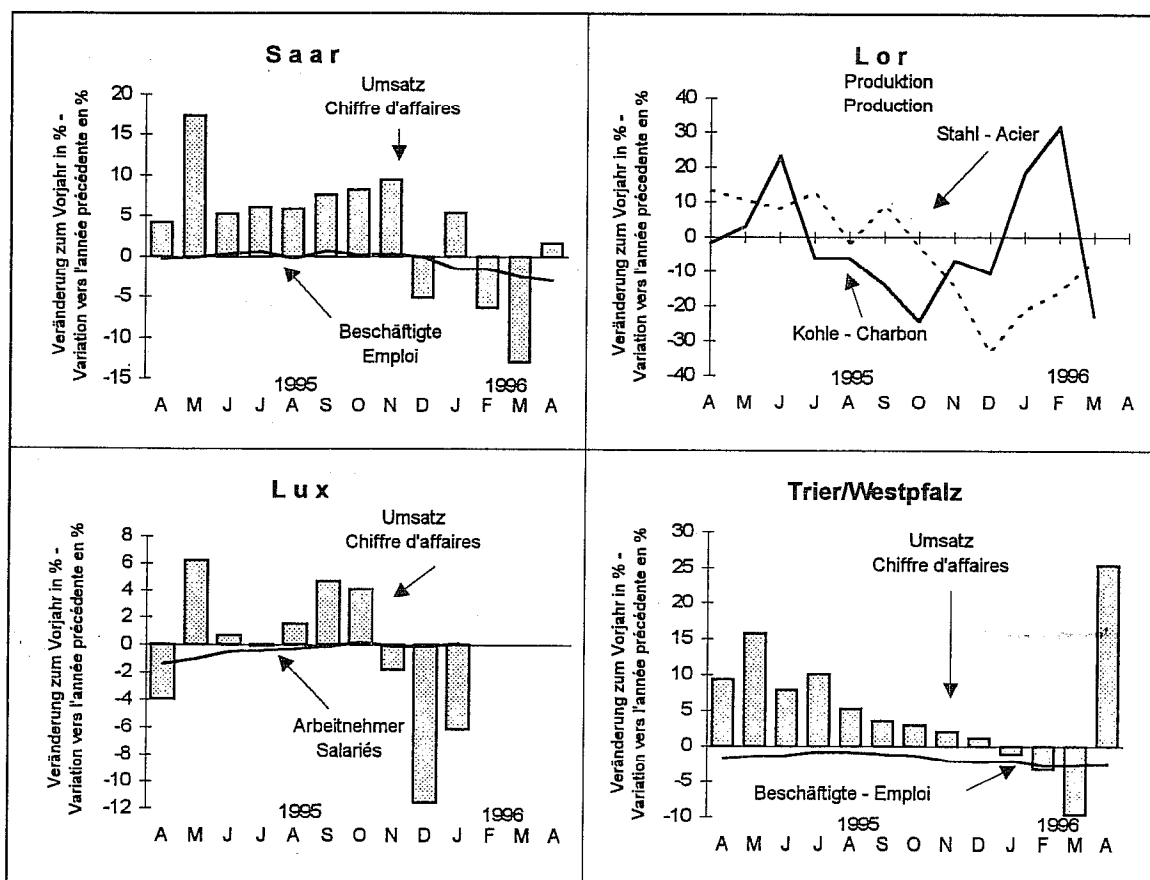 S a a r
Umsatz
Chiffre d'affaires
Veränderung zum Vorjahr in % -
Variation vers l'année précédente en %
20
15
10
5
0
-5
-10
-15
Beschäftigte
Emploi
1995
1996
A M J J A S O N D J F M A
L o r
Produktion
Production
Stahl - Acier
Veränderung zum Vorjahr in % -
Variation vers l'année précédente en %
40
30
20
10
0
-10
-20
-30
-40
Kohle - Charbon
1995
1996
A M J J A S O N D J F M A
L u x
Umsatz
Chiffre d'affaires
Veränderung zum Vorjahr in % -
Variation vers l'année précédente en %
8
6
4
2
0
-2
-4
-6
-8
-10
-12
Arbeitnehmer
Salariés
1995
1996
A M J J A S O N D J F M A
Trier/Westpfalz
Umsatz
Chiffre d'affaires
Veränderung zum Vorjahr in % -
Variation vers l'année précédente en %
30
25
20
15
10
5
0
-5
-10
Beschäftigte - Emploi
1995
1996
A M J J A S O N D J F M A